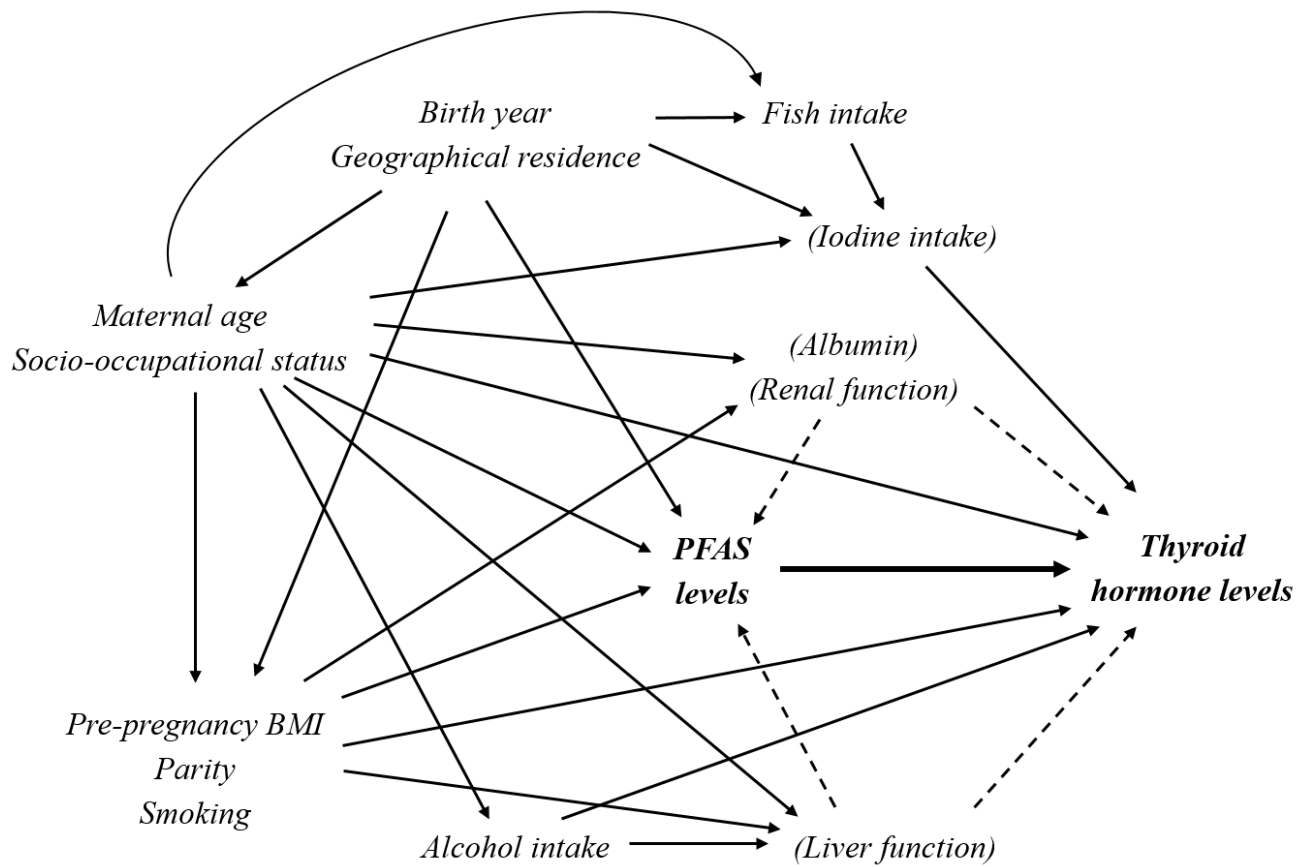 Birth year
Geographical residence
Fish intake
(Iodine intake)
Maternal age
Socio-occupational status
(Albumin)
(Renal function)
PFAS
levels
Thyroid
hormone levels
Pre-pregnancy BMI
Parity
Smoking
Alcohol intake
(Liver function)